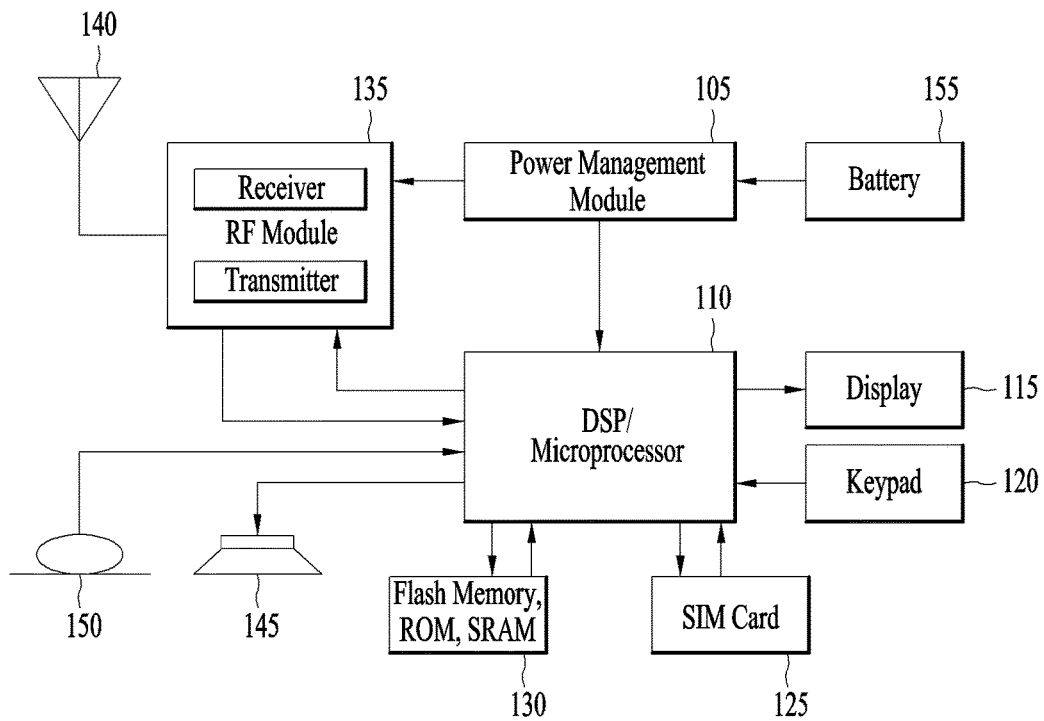 140
135
105
155
Receiver
RF Module
Transmitter
Power Management
Module
Battery
110
DSP/
Microprocessor
Display
115
Keypad
120
150
145
Flash Memory,
ROM, SRAM
130
SIM Card
125